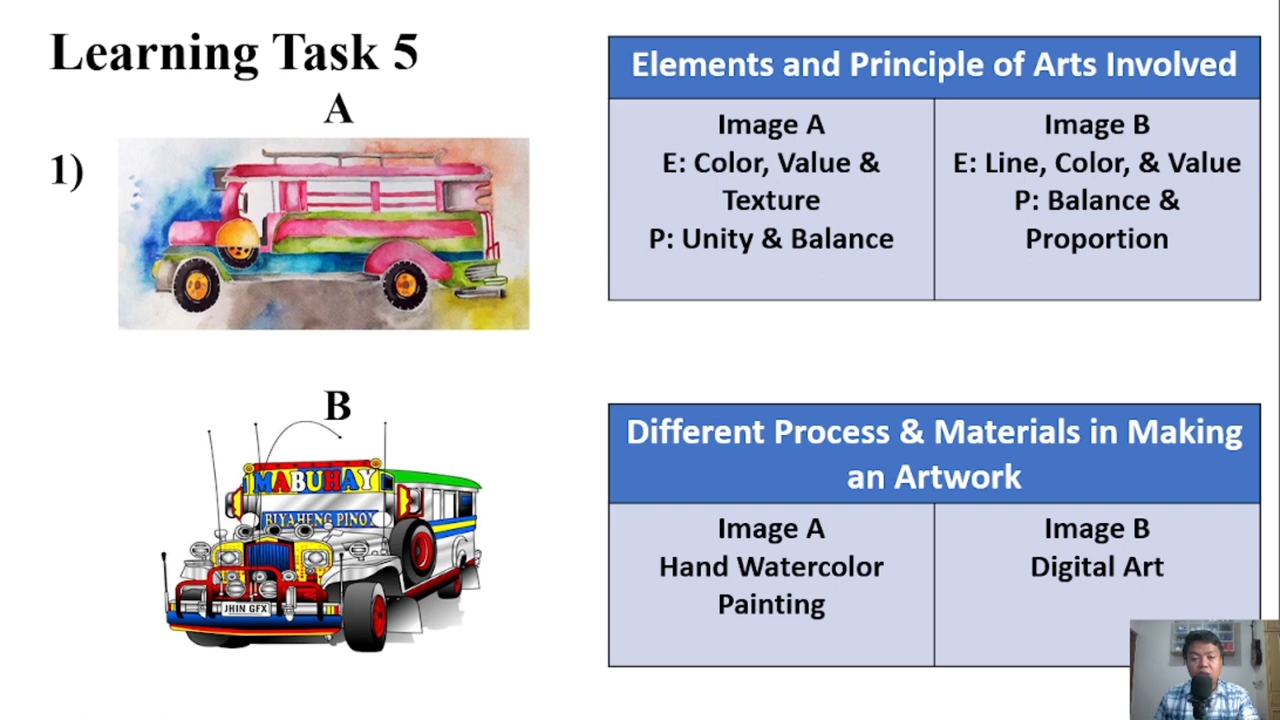 Learning Task 5
A
1)
B
MABUHAY
BIYAHENG PINOY
JHIN GFX
Elements and Principle of Arts Involved
Image A
E: Color, Value &
Texture
P: Unity & Balance
Image B
E: Line, Color, & Value
P: Balance &
Proportion
Different Process & Materials in Making
an Artwork
Image A
Hand Watercolor
Painting
Image B
Digital Art